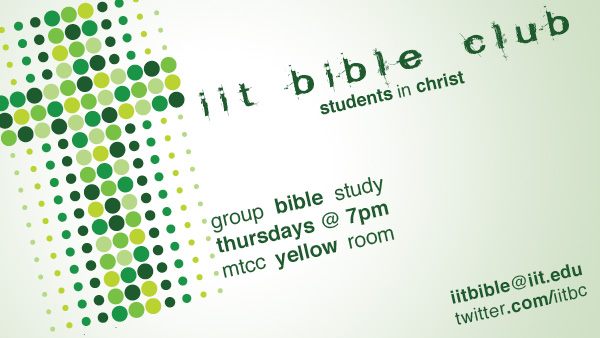 iit bible club
students in christ
group bible study
thursdays @ 7pm
mtcc yellow room
iitbible@iit.edu
twitter.com/iitbc